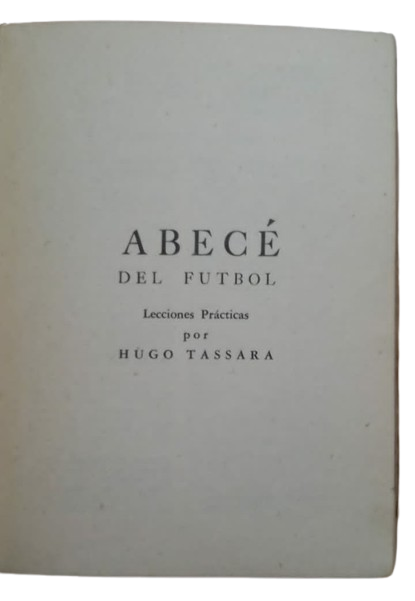 ABECÉ
DEL FUTBOL
Lecciones Prácticas
por
HUGO TASSARA